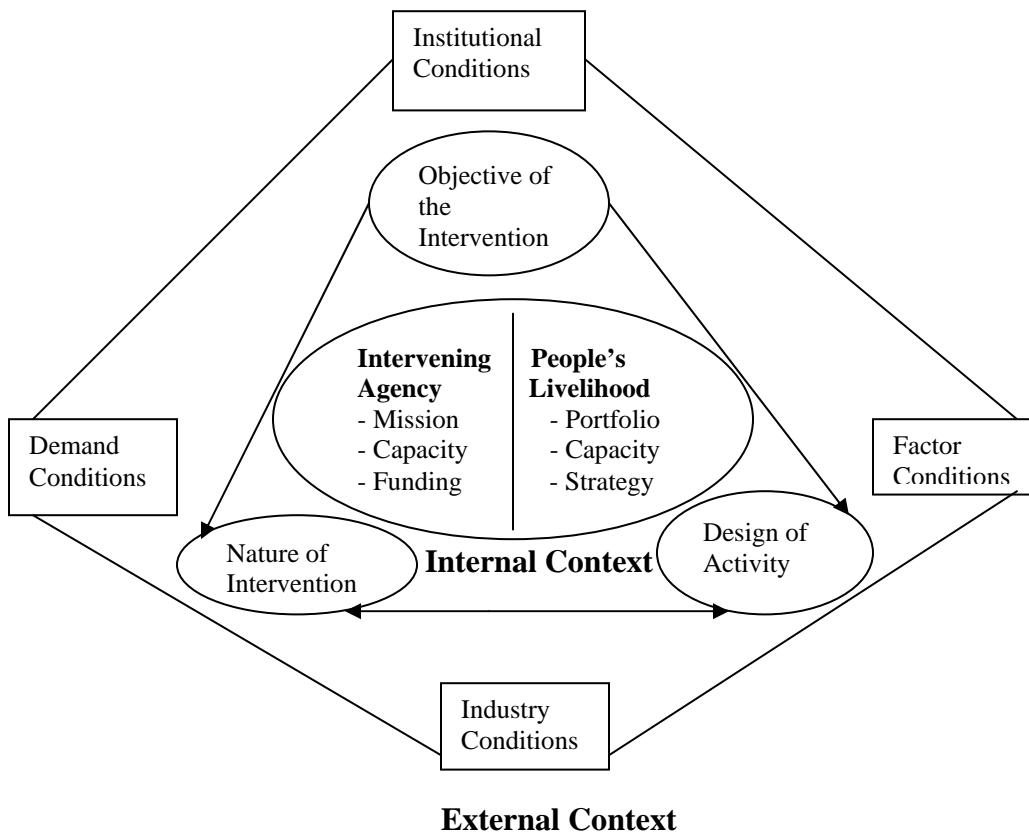 Institutional
Conditions
Objective of
the
Intervention
Intervening
Agency
- Mission
- Capacity
- Funding
People's
Livelihood
- Portfolio
- Capacity
- Strategy
Demand
Conditions
Factor
Conditions
Nature of
Intervention
Internal Context
Design of
Activity
Industry
Conditions
External Context